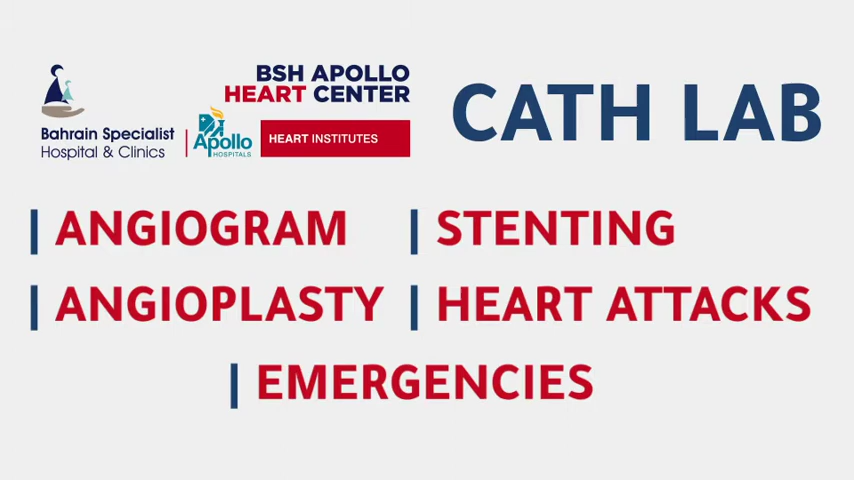 BSH APOLLO
HEART CENTER
CATH LAB
Bahrain Specialist
Hospital & Clinics
Apollo
HOSPITALS
HEART INSTITUTES
| ANGIOGRAM
| STENTING
| ANGIOPLASTY
| HEART ATTACKS
| EMERGENCIES